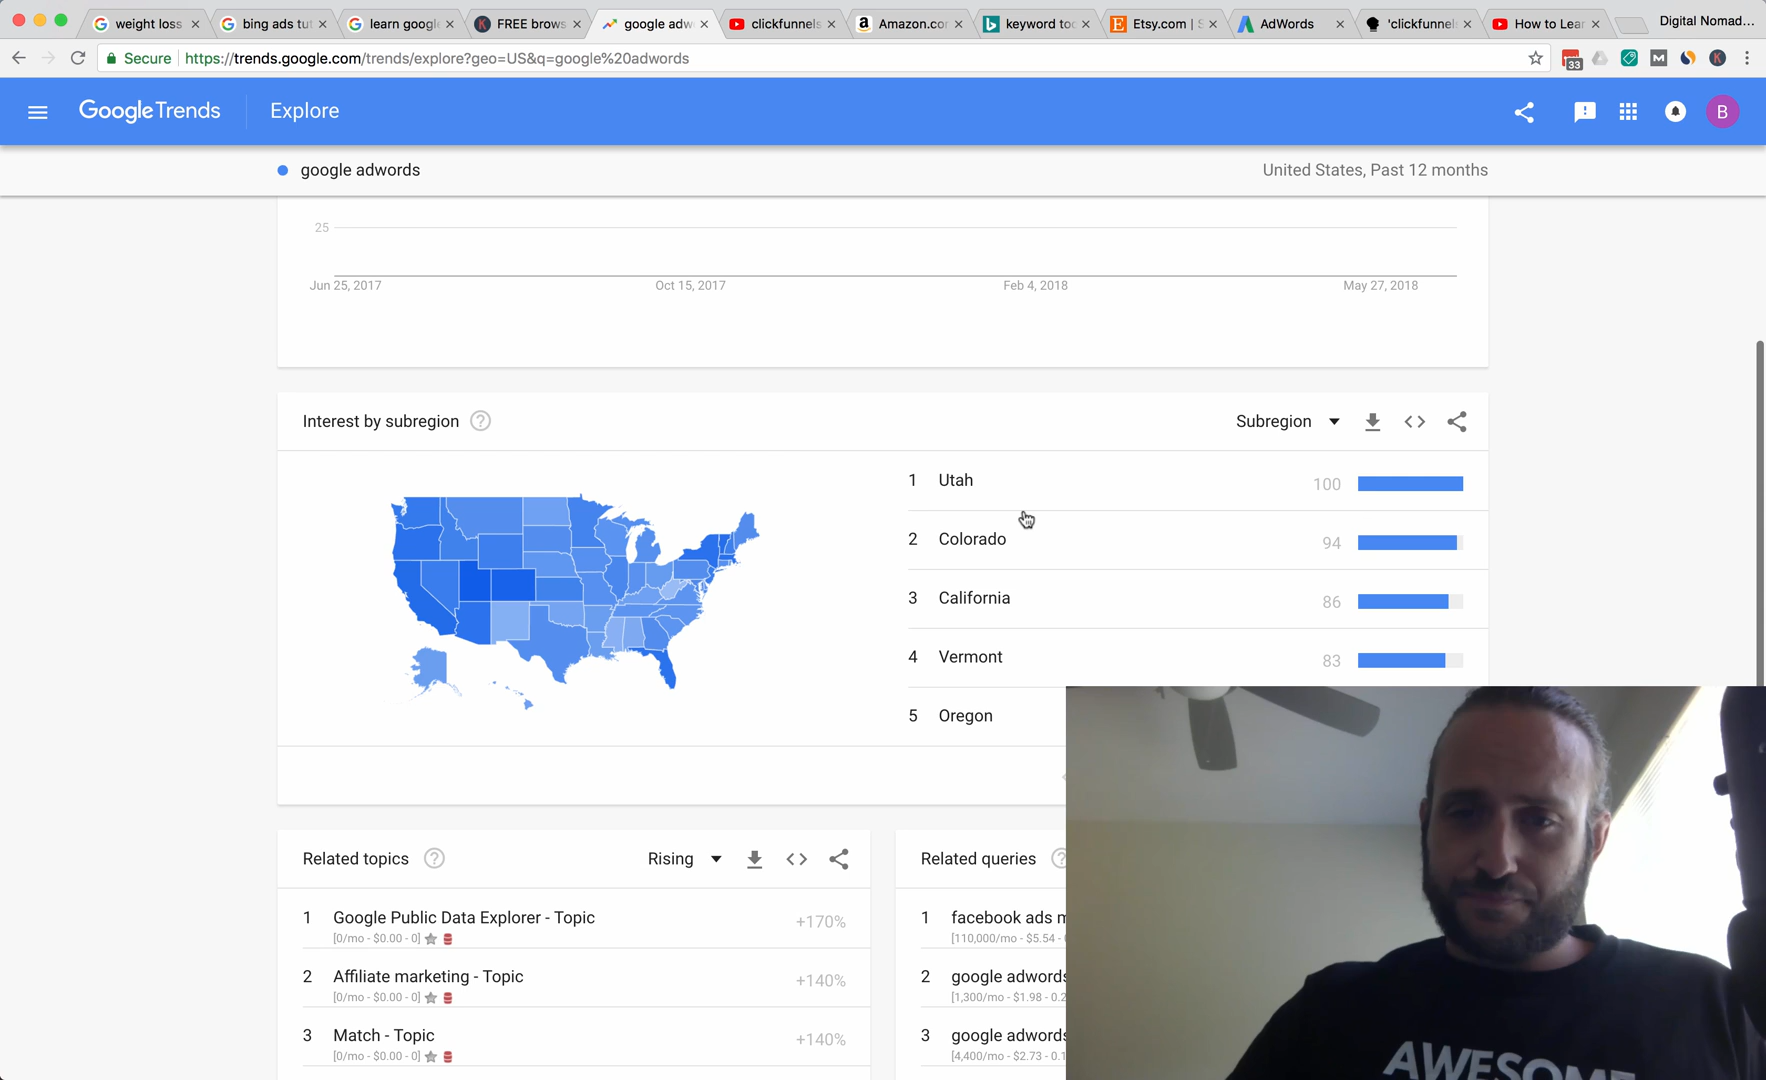 weight loss
bing ads tut
learn google
FREE brows
google adw
clickfunnels
Amazon.co
keyword too
Etsy.com | S
AdWords
'clickfunnel
How to Lear
Digital Nomad...
Secure
https://trends.google.com/trends/explore?geo=US&q=google%20adwords
33
M
K
Google Trends
Explore
B
google adwords
United States, Past 12 months
25
Jun 25, 2017
Oct 15, 2017
Feb 4, 2018
May 27, 2018
Interest by subregion
Subregion
1 Utah 100
2 Colorado 94
3 California 86
4 Vermont 83
5 Oregon
Related topics
Rising
1 Google Public Data Explorer - Topic +170%
[0/mo - $0.00 - 0]
2 Affiliate marketing - Topic +140%
[0/mo - $0.00 - 0]
3 Match - Topic +140%
[0/mo - $0.00 - 0]
Related queries
1 facebook ads m
[110,000/mo - $5.54 -
2 google adwords
[1,300/mo - $1.98 - 0.2
3 google adwords
[4,400/mo - $2.73 - 0.1
AWESOME